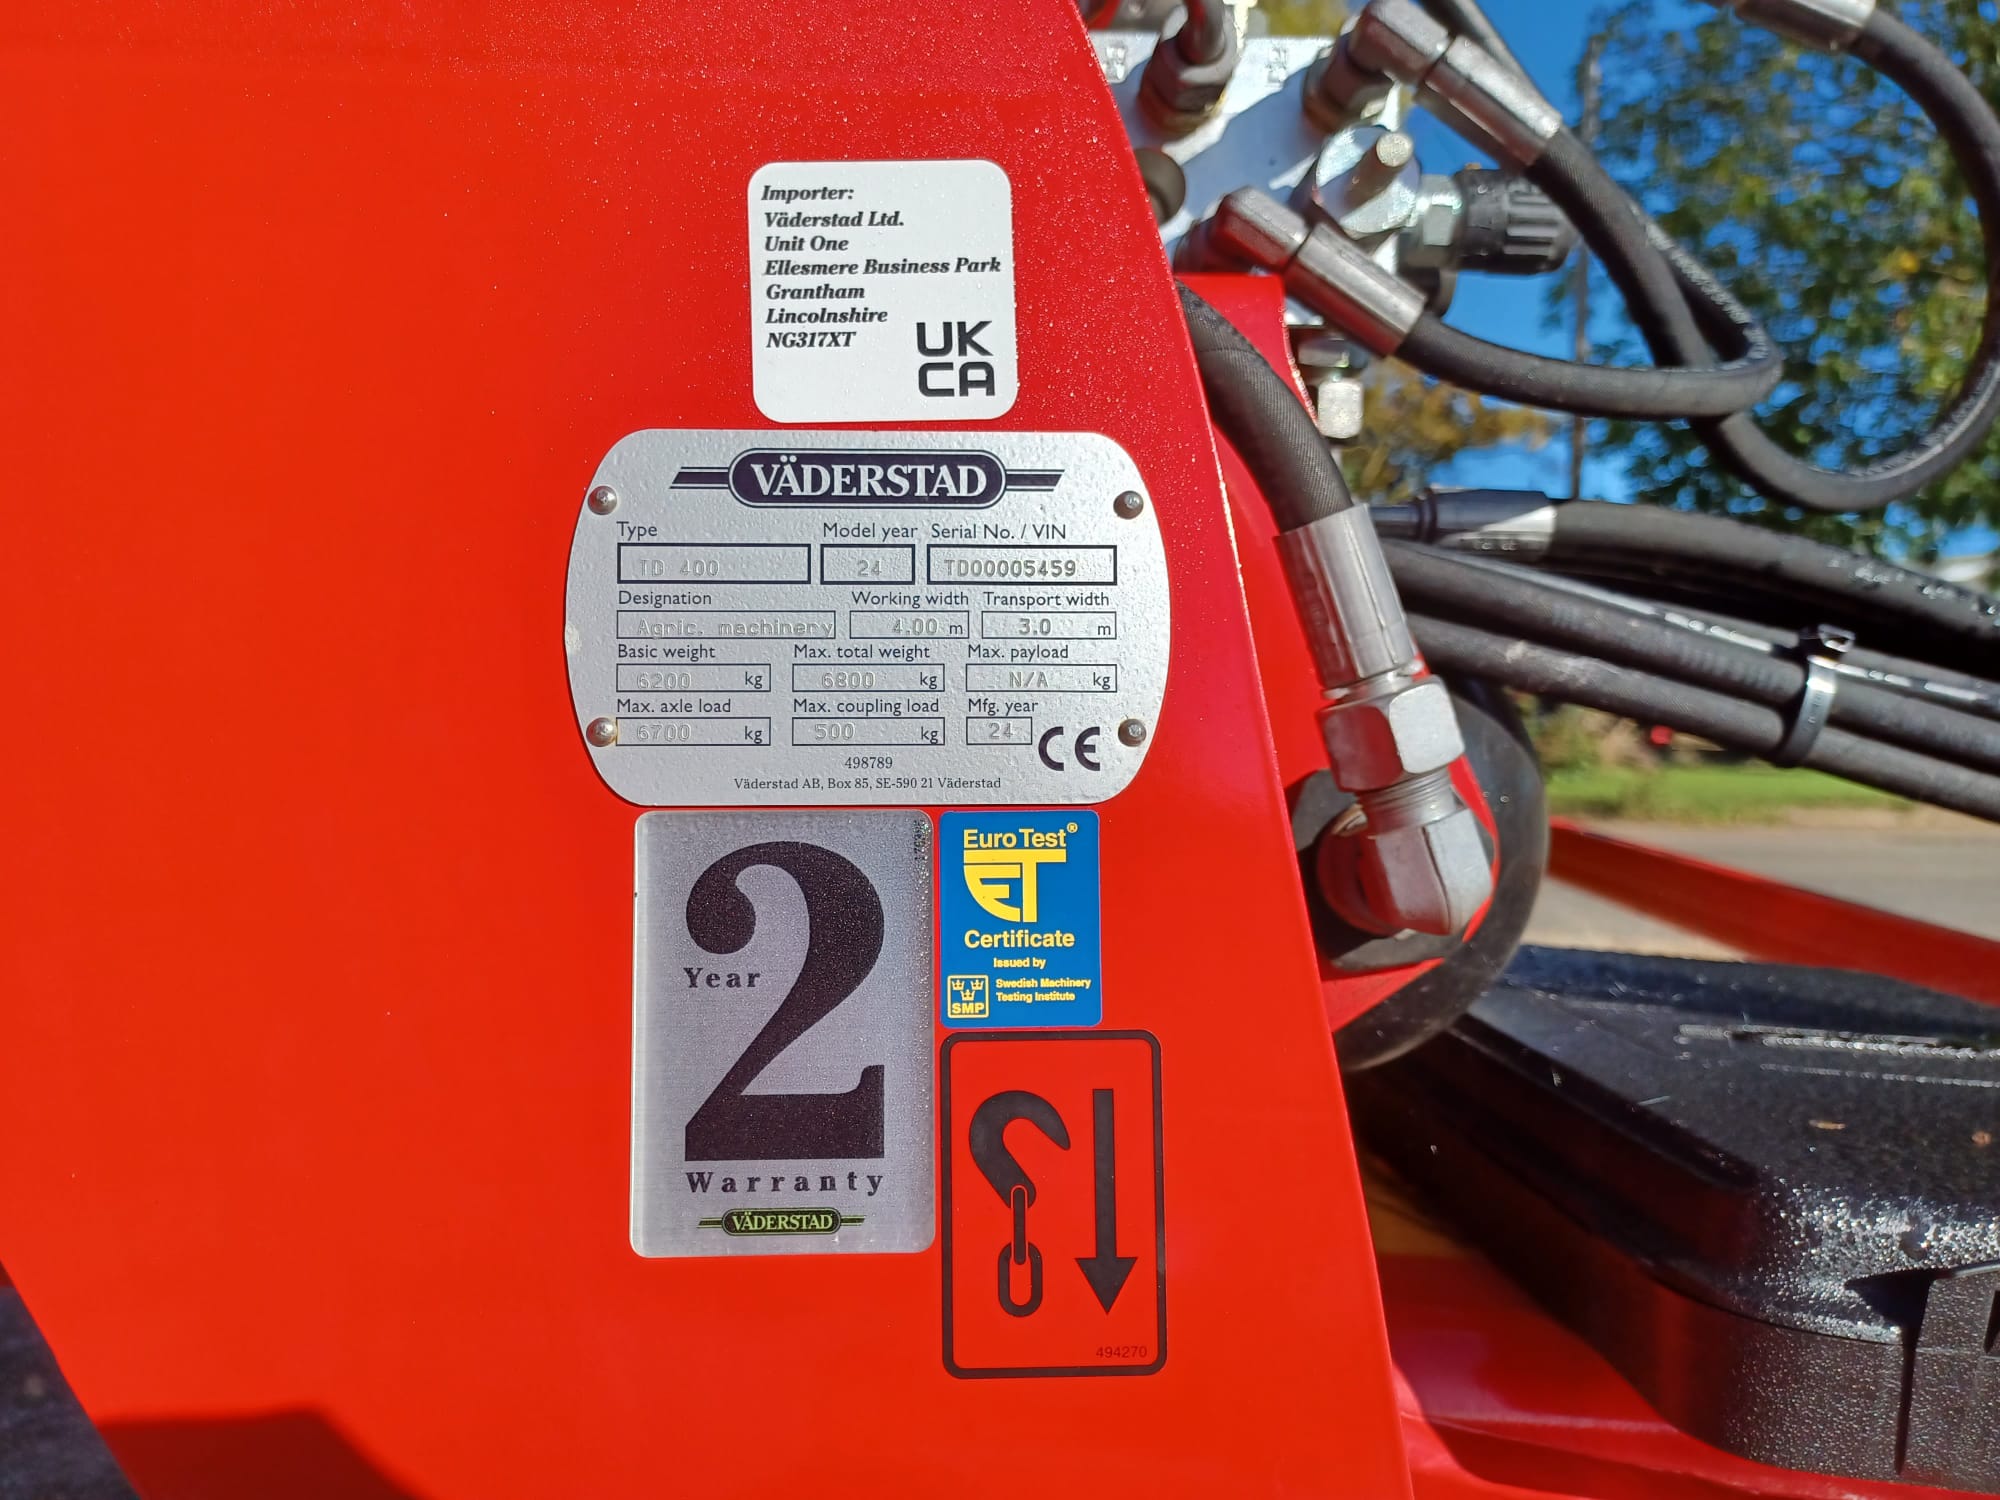 Importer:
Väderstad Ltd.
Unit One
Ellesmere Business Park
Grantham
Lincolnshire
NG317XT
UK
CA
VÄDERSTAD
Type Model year Serial No. / VIN
TD 400 24 TD00005459
Designation Working width Transport width
Agric. machinery 4.00 m 3.0 m
Basic weight Max. total weight Max. payload
6200 kg 6800 kg N/A kg
Max. axle load Max. coupling load Mfg. year
6700 kg 500 kg 24 CE
498789
Väderstad AB, Box 85, SE-590 21 Väderstad
2
Year
Warranty
VÄDERSTAD
Euro Test®
ET
Certificate
Issued by
SMP Swedish Machinery
Testing Institute
494270